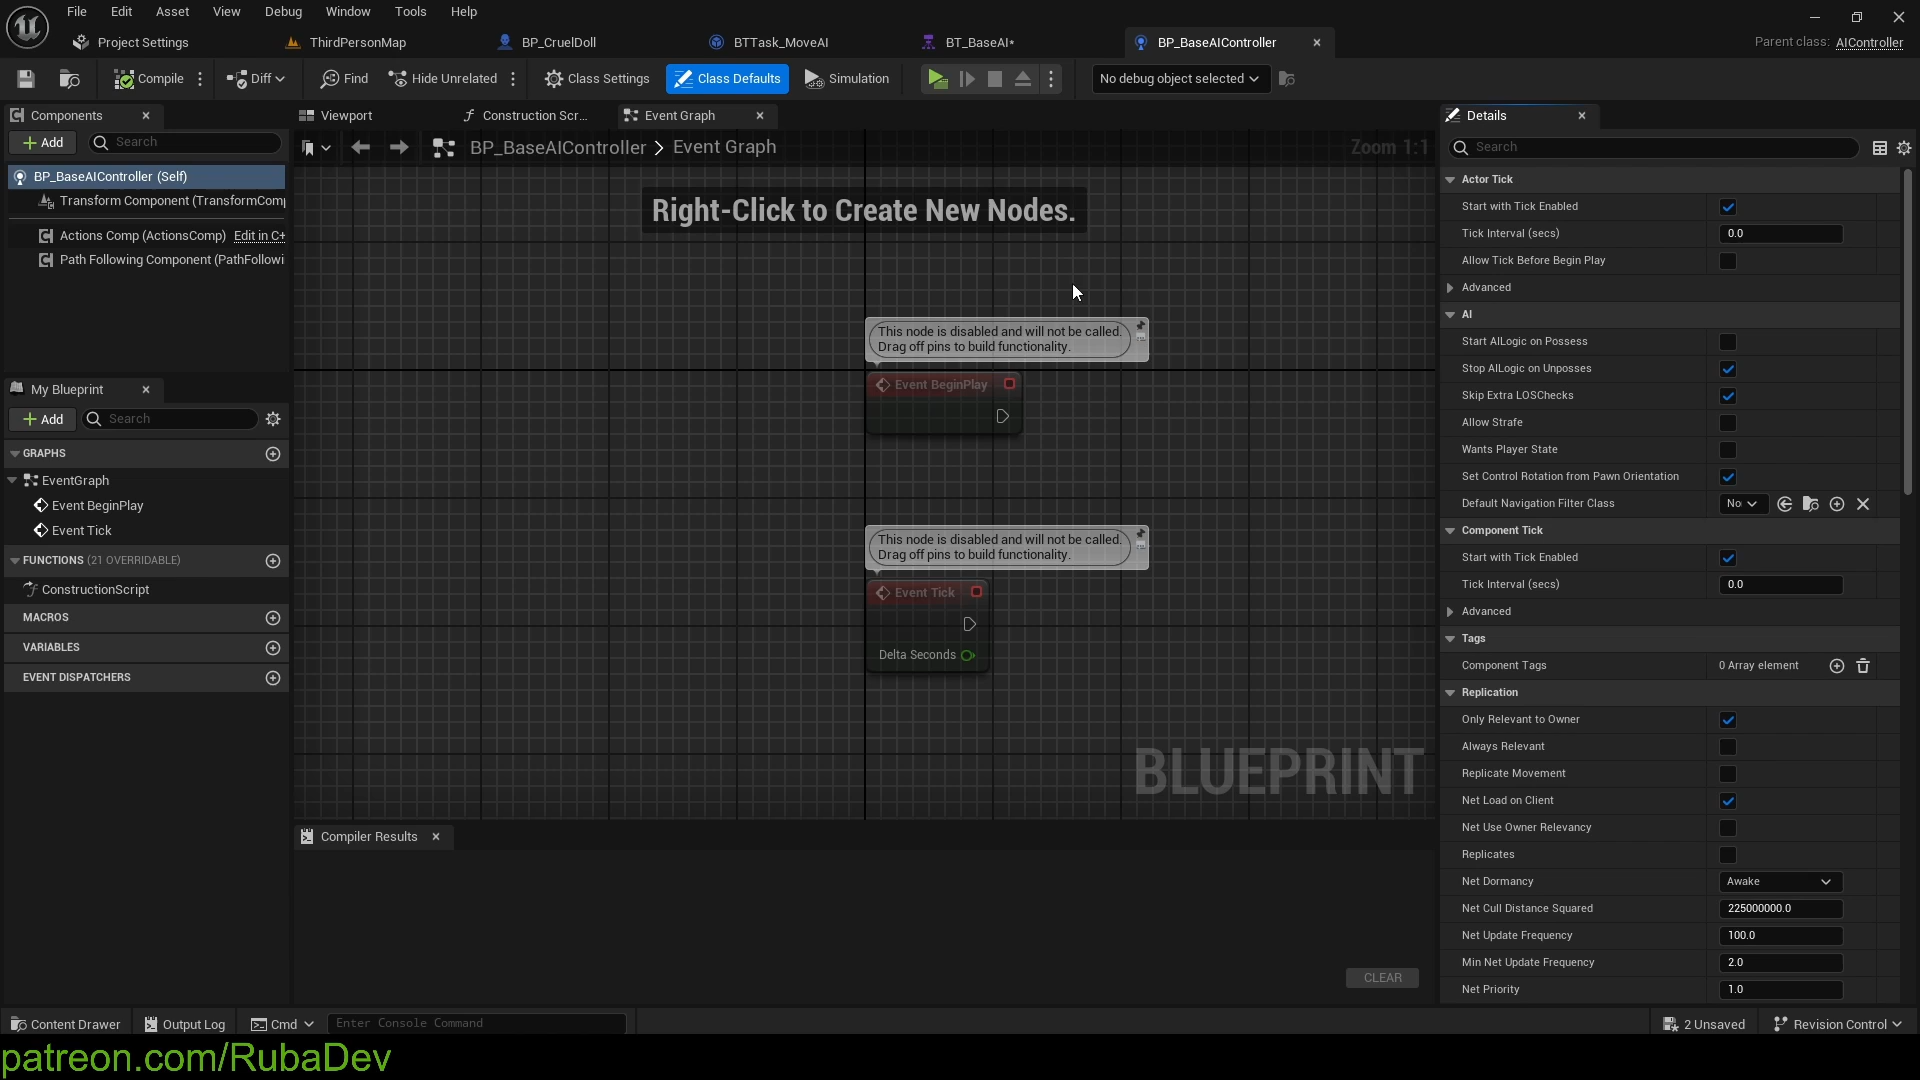 File Edit Asset View Debug Window Tools Help
Project Settings ThirdPersonMap BP_CruelDoll BTTask_MoveAI BT_BaseAI* BP_BaseAIController Parent class: AIController
Compile Diff Find Hide Unrelated Class Settings Class Defaults Simulation No debug object selected
Components Viewport Construction Scr... Event Graph Details
Add Search BP_BaseAIController > Event Graph Zoom 1:1 Search
BP_BaseAIController (Self)
Transform Component (TransformComp
Actions Comp (ActionsComp) Edit in C+
Path Following Component (PathFollowi
My Blueprint
Add Search
GRAPHS
EventGraph
Event BeginPlay
Event Tick
FUNCTIONS (21 OVERRIDABLE)
ConstructionScript
MACROS
VARIABLES
EVENT DISPATCHERS
Right-Click to Create New Nodes.
This node is disabled and will not be called.
Drag off pins to build functionality.
Event BeginPlay
This node is disabled and will not be called.
Drag off pins to build functionality.
Event Tick
Delta Seconds
BLUEPRINT
Compiler Results
CLEAR
Actor Tick
Start with Tick Enabled
Tick Interval (secs) 0.0
Allow Tick Before Begin Play
Advanced
AI
Start AILogic on Possess
Stop AILogic on Unposses
Skip Extra LOSChecks
Allow Strafe
Wants Player State
Set Control Rotation from Pawn Orientation
Default Navigation Filter Class No
Component Tick
Start with Tick Enabled
Tick Interval (secs) 0.0
Advanced
Tags
Component Tags 0 Array element
Replication
Only Relevant to Owner
Always Relevant
Replicate Movement
Net Load on Client
Net Use Owner Relevancy
Replicates
Net Dormancy Awake
Net Cull Distance Squared 225000000.0
Net Update Frequency 100.0
Min Net Update Frequency 2.0
Net Priority 1.0
Content Drawer Output Log Cmd Enter Console Command 2 Unsaved Revision Control
patreon.com/RubaDev